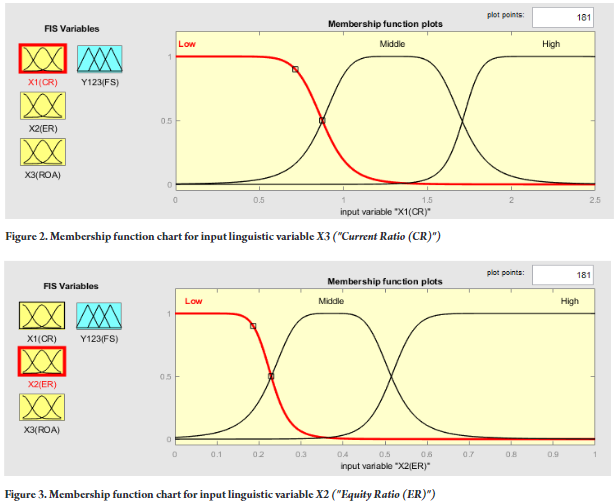 FIS Variables
X1(CR)
Y123(FS)
X2(ER)
X3(ROA)
Membership function plots
plot points:
181
Low
Middle
High
1
0.5
0
0
0.5
1
1.5
2
2.5
input variable "X1(CR)"
Figure 2. Membership function chart for input linguistic variable X3 ("Current Ratio (CR)")
FIS Variables
X1(CR)
Y123(FS)
X2(ER)
X3(ROA)
Membership function plots
plot points:
181
Low
Middle
High
1
0.5
0
0
0.1
0.2
0.3
0.4
0.5
0.6
0.7
0.8
0.9
1
input variable "X2(ER)"
Figure 3. Membership function chart for input linguistic variable X2 ("Equity Ratio (ER)")